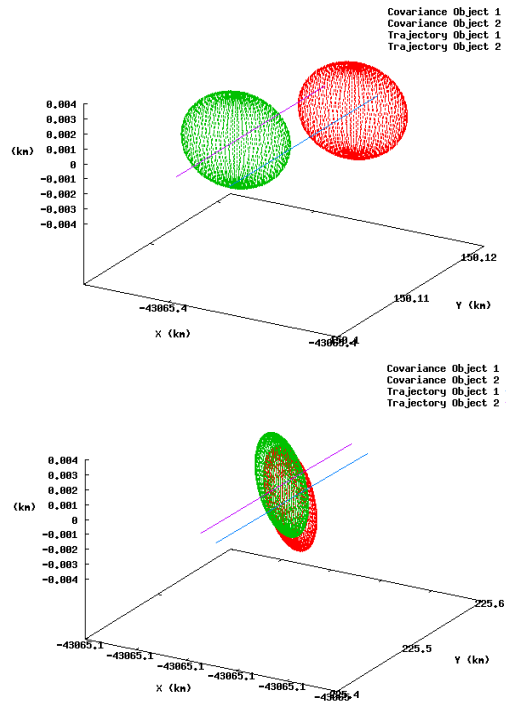 Covariance Object 1
Covariance Object 2
Trajectory Object 1
Trajectory Object 2
0.004
0.003
0.002
(km)
0.001
0
-0.001
-0.002
-0.003
-0.004
150.12
150.11
Y (km)
-43065.4
X (km)
-43065.4
150.1
Covariance Object 1
Covariance Object 2
Trajectory Object 1
Trajectory Object 2
0.004
0.003
0.002
0.001
(km)
0
-0.001
-0.002
-0.003
-0.004
225.6
-43065.1
225.5
-43065.1
Y (km)
-43065.1
-43065.1
X (km)
-43065.1